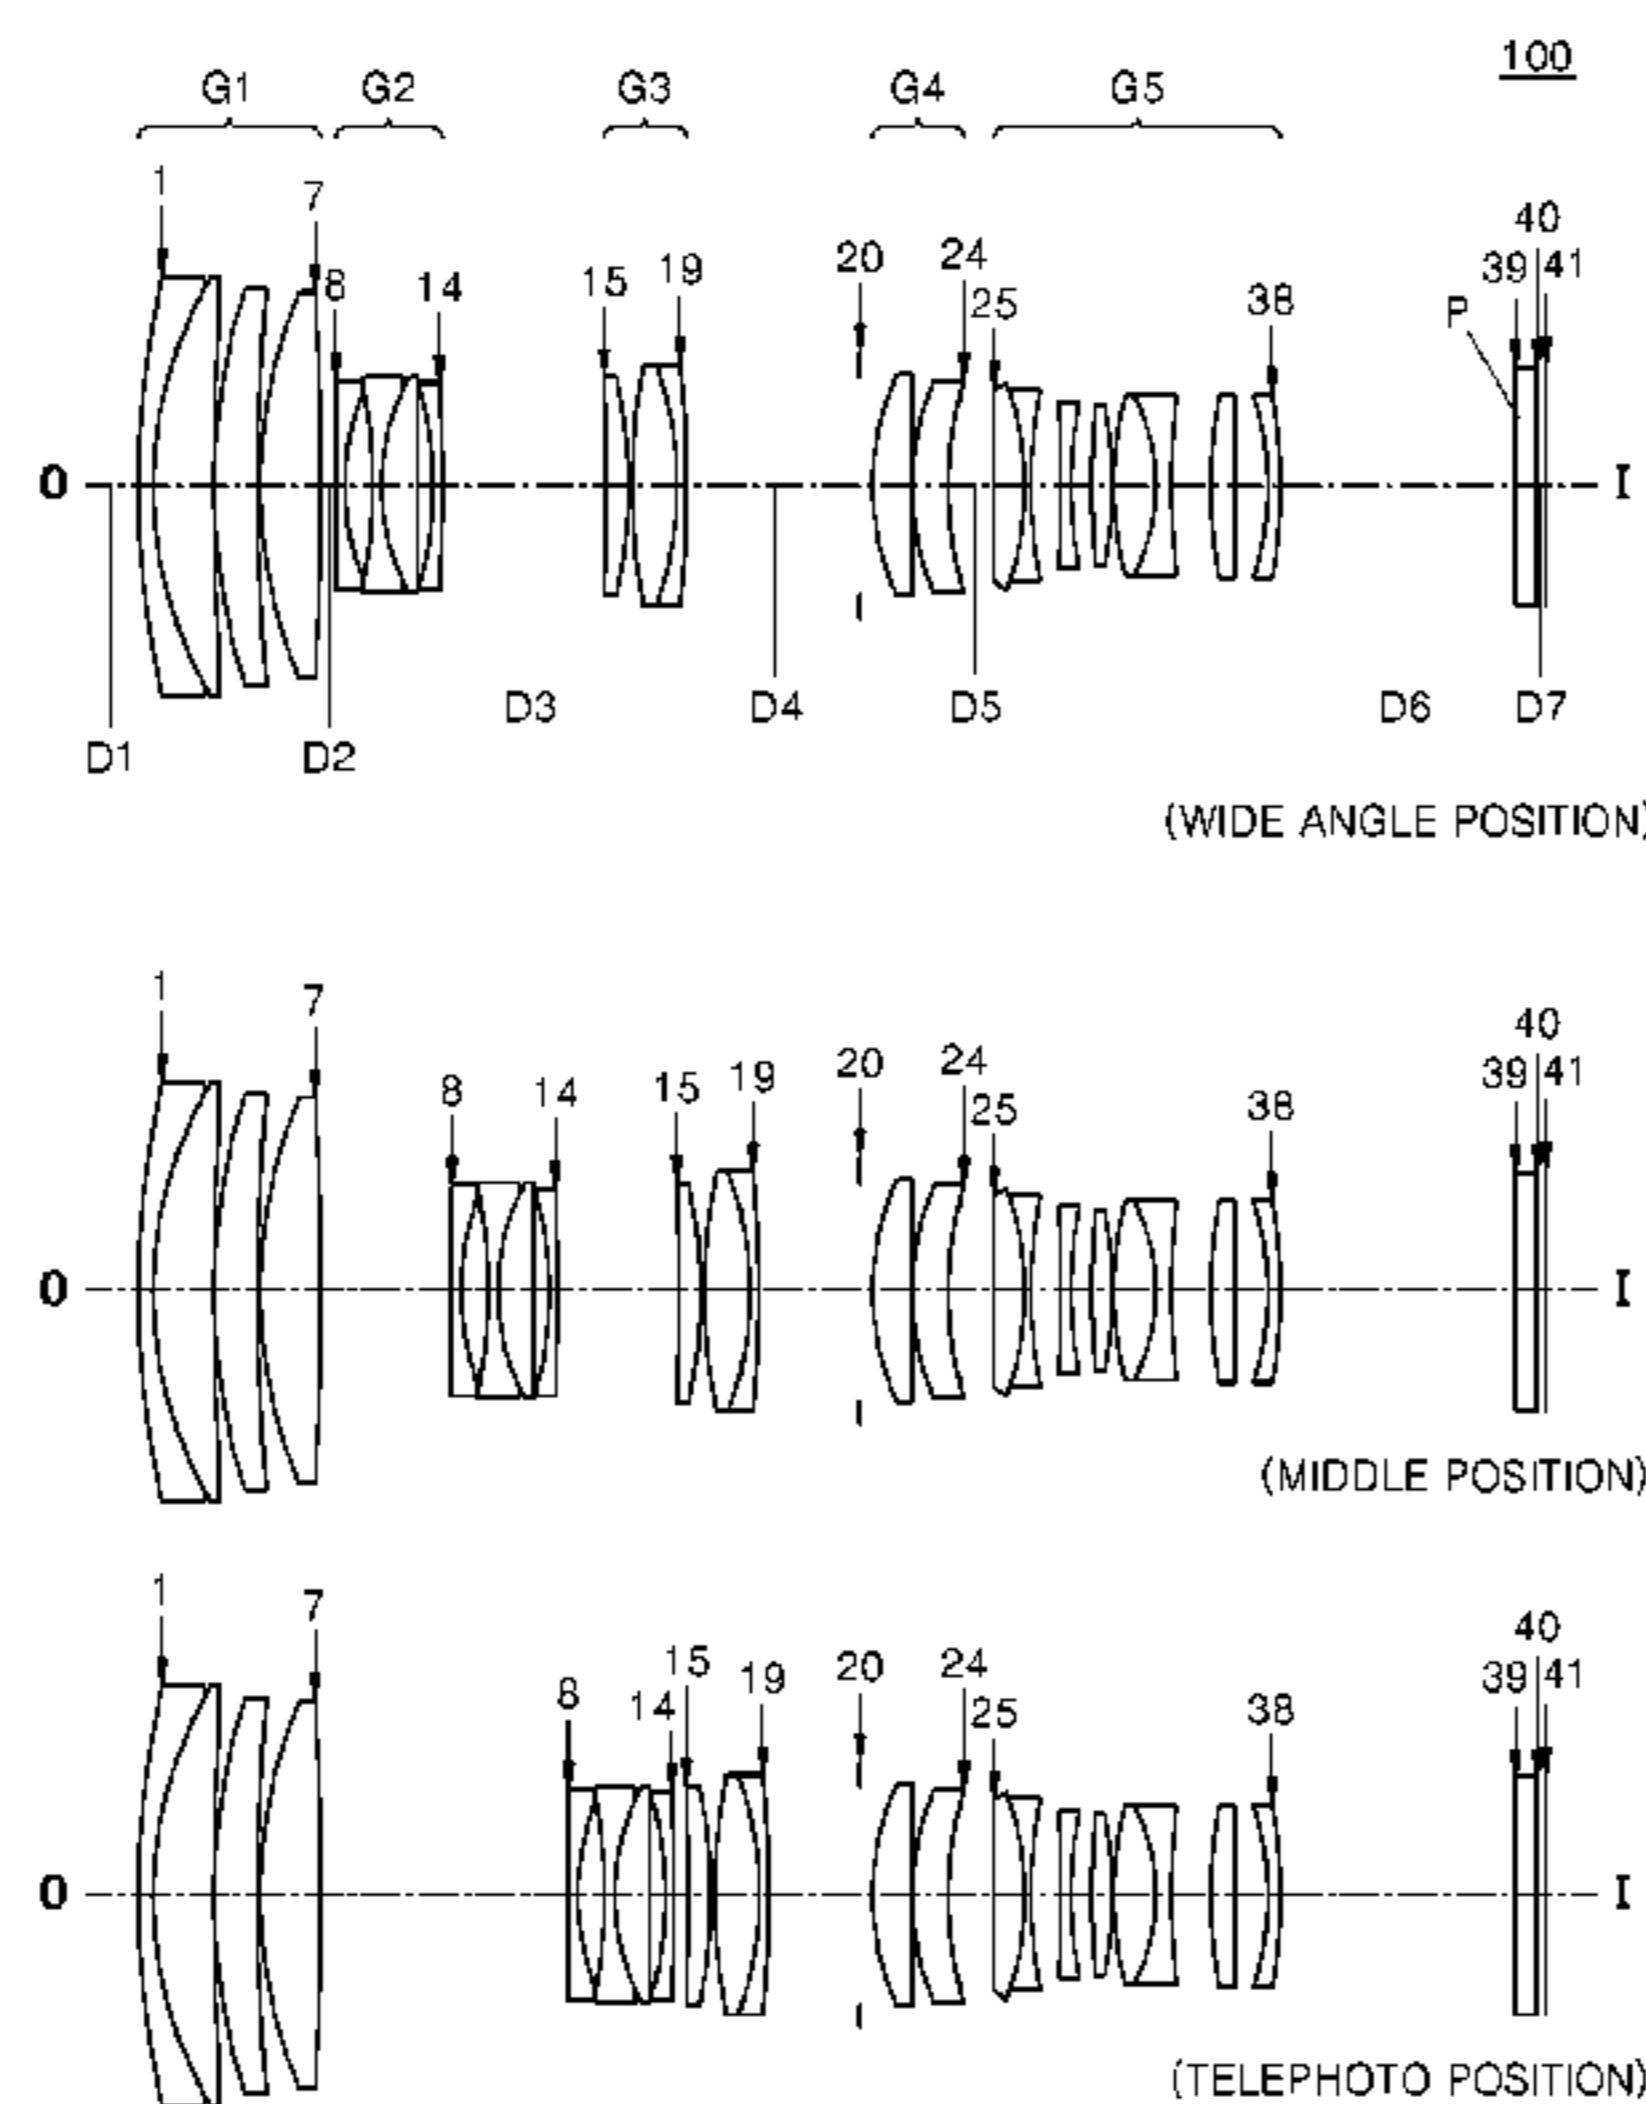 100
G1 G2 G3 G4 G5
1 7 8 14 15 19 20 24 25 38 40 39 41 P
O I
D3 D4 D5 D6 D7
D1 D2
(WIDE ANGLE POSITION)
1 7 8 14 15 19 20 24 25 38 40 39 41
O I
(MIDDLE POSITION)
1 7 8 14 15 19 20 24 25 38 40 39 41
O I
(TELEPHOTO POSITION)